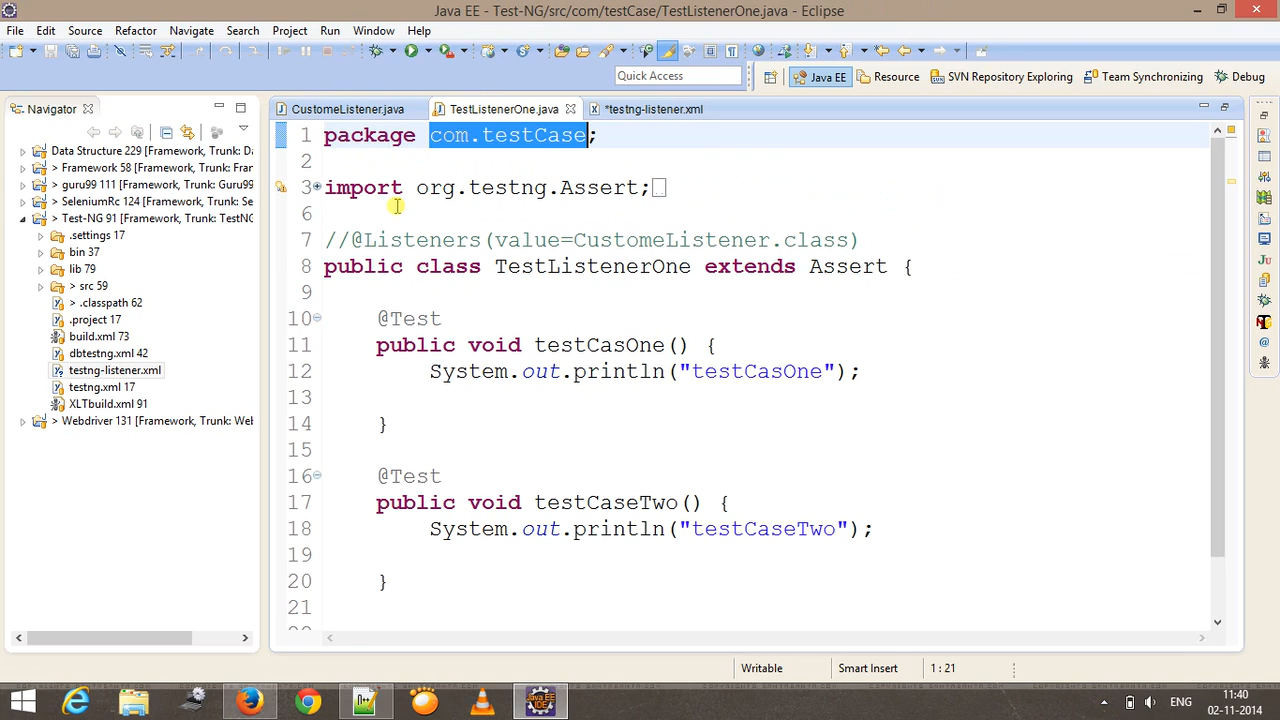 Java EE - Test-NG/src/com/testCase/TestListenerOne.java - Eclipse
File Edit Source Refactor Navigate Search Project Run Window Help
Quick Access
Java EE Resource SVN Repository Exploring Team Synchronizing Debug
Navigator
CustomeListener.java TestListenerOne.java *testng-listener.xml
Data Structure 229 [Framework, Trunk: Da
> Framework 58 [Framework, Trunk: Fram
> guru99 111 [Framework, Trunk: Guru99
> SeleniumRc 124 [Framework, Trunk: Sele
> Test-NG 91 [Framework, Trunk: TestNG
.settings 17
bin 37
lib 79
> src 59
> .classpath 62
.project 17
build.xml 73
dbtestng.xml 42
testng-listener.xml
testng.xml 17
XLTbuild.xml 91
> Webdriver 131 [Framework, Trunk: Wel
1 package com.testCase;
2
3 import org.testng.Assert;
6
7 //@Listeners(value=CustomeListener.class)
8 public class TestListenerOne extends Assert {
9
10 @Test
11 public void testCasOne() {
12 System.out.println("testCasOne");
13
14 }
15
16 @Test
17 public void testCaseTwo() {
18 System.out.println("testCaseTwo");
19
20 }
21
Writable Smart Insert 1 : 21
ENG
11:40
02-11-2014